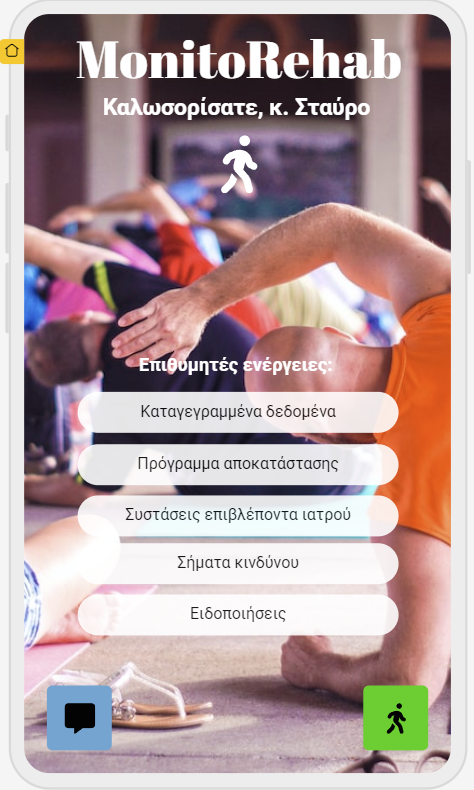 MonitoRehab
Καλωσορίσατε, κ. Σταύρο
Επιθυμητές ενέργειες:
Καταγεγραμμένα δεδομένα
Πρόγραμμα αποκατάστασης
Συστάσεις επιβλέποντα ιατρού
Σήματα κινδύνου
Ειδοποιήσεις